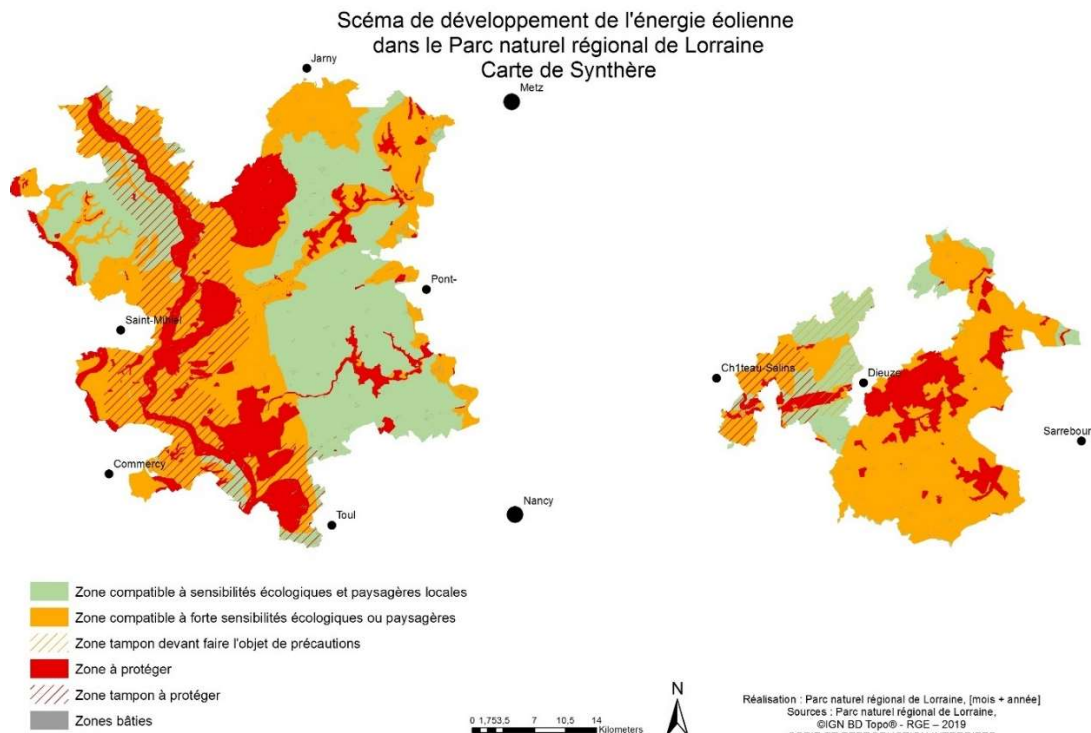 Scéma de développement de l'énergie éolienne
dans le Parc naturel régional de Lorraine
Carte de Synthère
Jarny
Metz
Pont-
Saint-Mihiel
Ch1teau-Salins
Dieuze
Sarrebour
Commercy
Toul
Nancy
Zone compatible à sensibilités écologiques et paysagères locales
Zone compatible à forte sensibilités écologiques ou paysagères
Zone tampon devant faire l'objet de précautions
Zone à protéger
Zone tampon à protéger
Zones bâties
0 1,753,5 7 10,5 14
Kilometers
N
Réalisation : Parc naturel régional de Lorraine, [mois + année]
Sources : Parc naturel régional de Lorraine,
©IGN BD Topo® - RGE – 2019